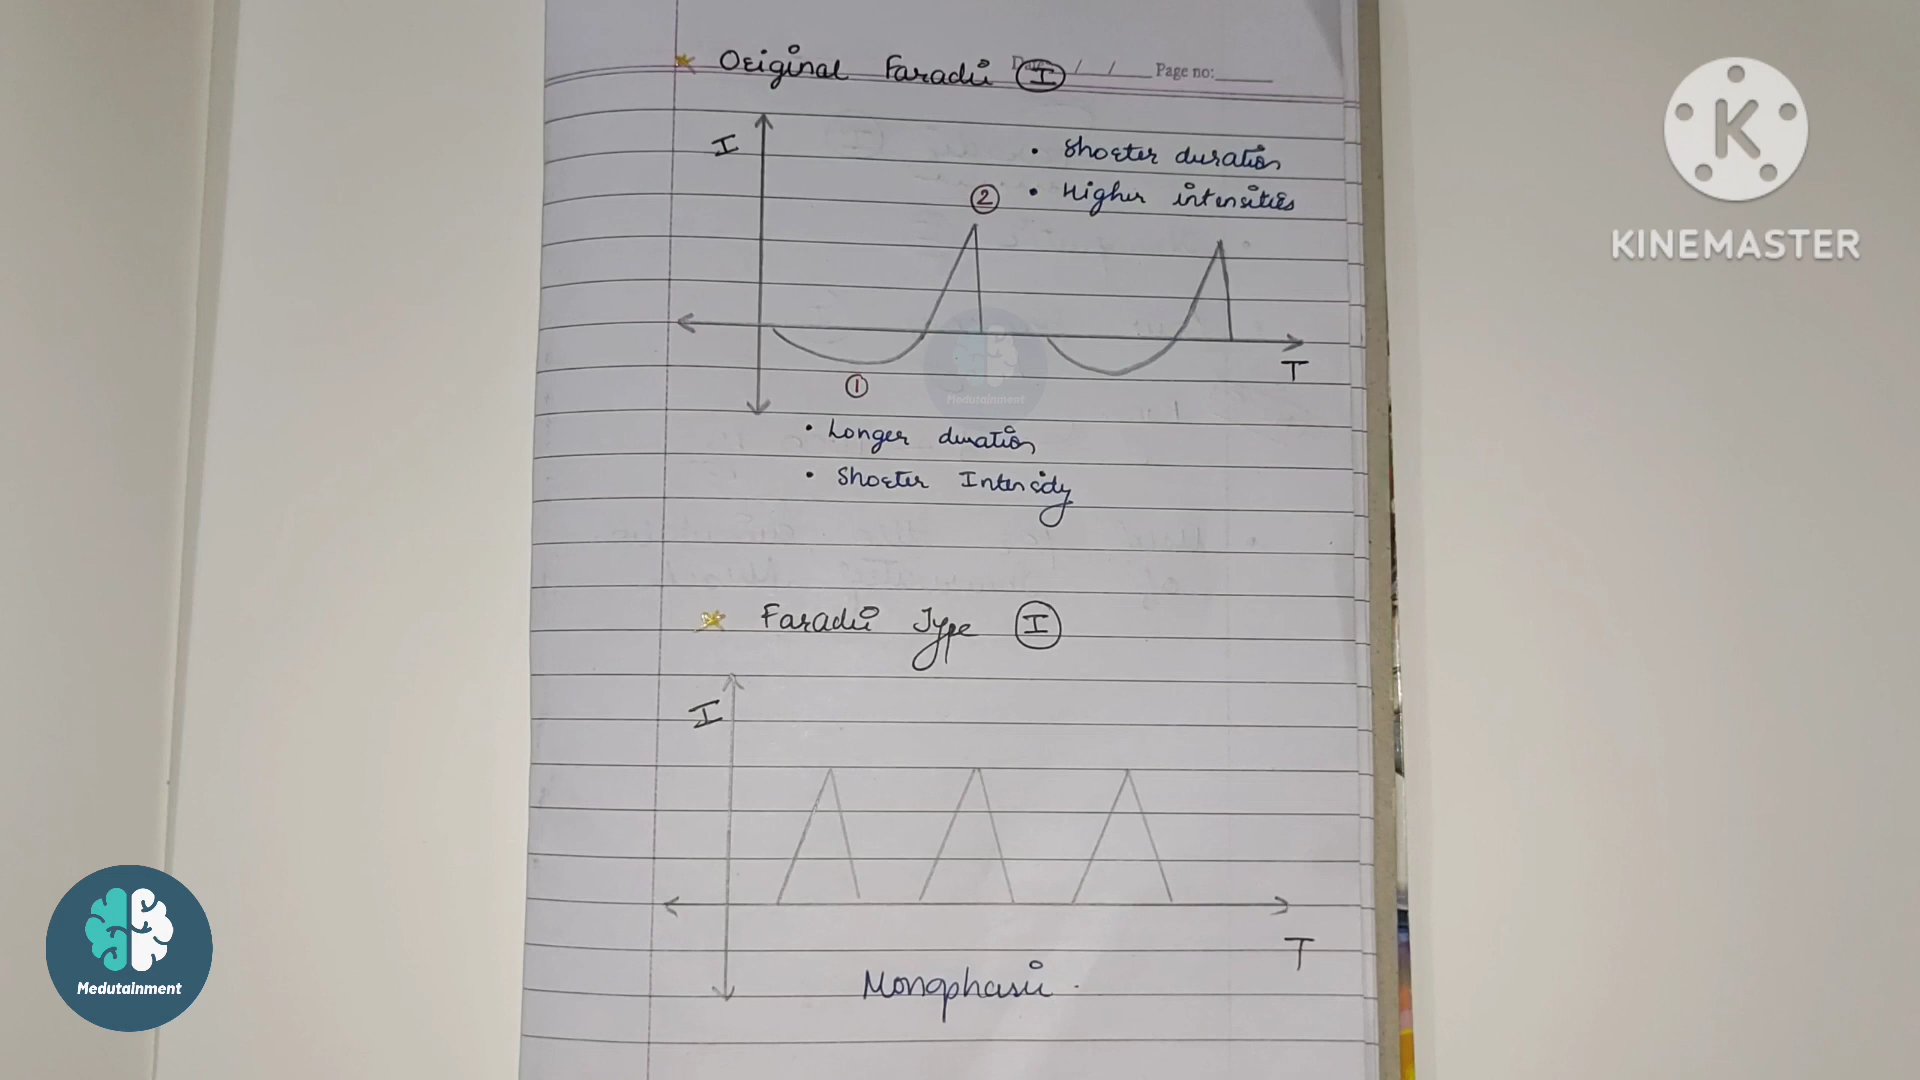 Original Faradic I
Page no:
I
• Shorter duration
• Higher intensities
2
T
1
• Longer duration
• Shorter Intensity
Faradic Type I
I
T
Monophasic.
K
KINEMASTER
Medutainment
Medutainment